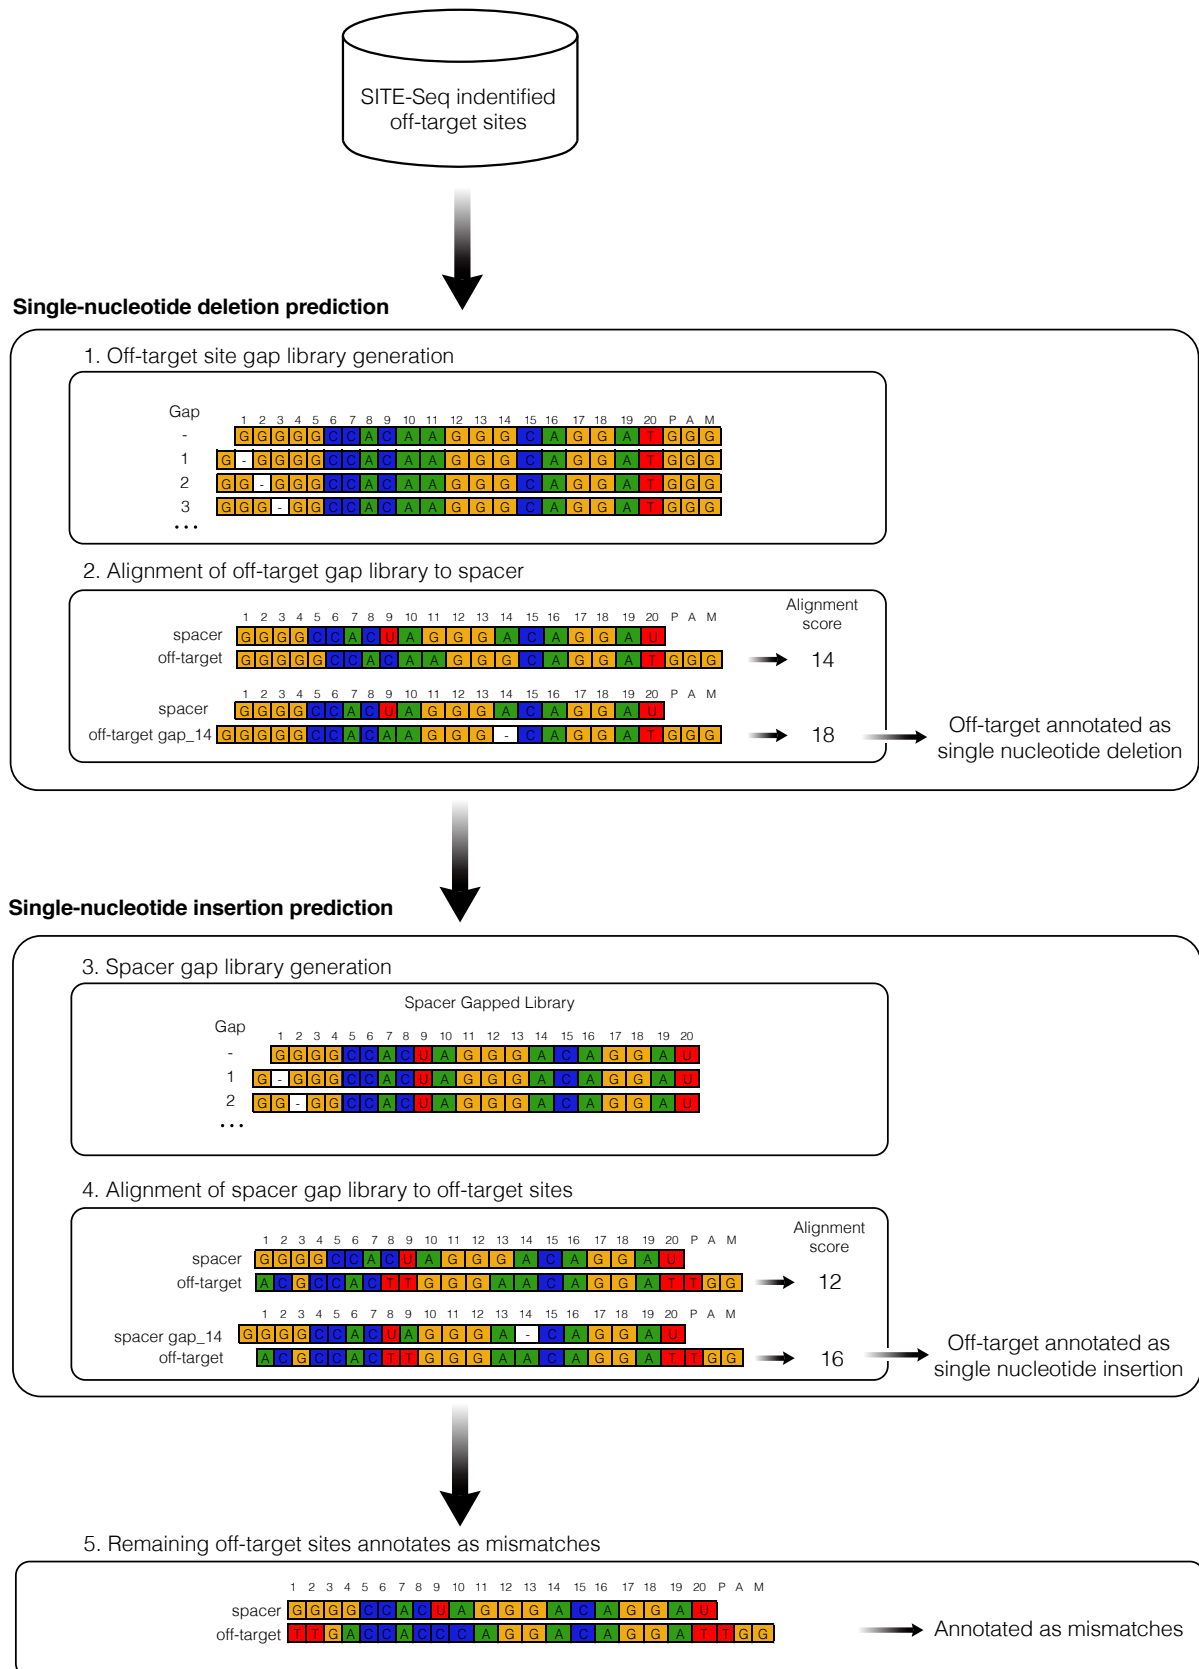 SITE-Seq indentified
off-target sites
Single-nucleotide deletion prediction
1. Off-target site gap library generation
Gap
1 2 3 4 5 6 7 8 9 10 11 12 13 14 15 16 17 18 19 20 P A M
- G G G G G C C A C A A G G G C A G G A T G G G
1 G - G G G G C C A C A A G G G C A G G A T G G G
2 G G - G G G C C A C A A G G G C A G G A T G G G
3 G G G - G G C C A C A A G G G C A G G A T G G G
...
2. Alignment of off-target gap library to spacer
Alignment
score
1 2 3 4 5 6 7 8 9 10 11 12 13 14 15 16 17 18 19 20 P A M
spacer G G G G C C A C U A G G G A C A G G A U
off-target G G G G G C C A C A A G G G C A G G A T G G G 14
1 2 3 4 5 6 7 8 9 10 11 12 13 14 15 16 17 18 19 20 P A M
spacer G G G G C C A C U A G G G A C A G G A U
off-target gap_14 G G G G G C C A C A A G G G - C A G G A T G G G 18
Off-target annotated as
single nucleotide deletion
Single-nucleotide insertion prediction
3. Spacer gap library generation
Spacer Gapped Library
Gap
1 2 3 4 5 6 7 8 9 10 11 12 13 14 15 16 17 18 19 20
- G G G G C C A C U A G G G A C A G G A U
1 G - G G G C C A C U A G G G A C A G G A U
2 G G - G G C C A C U A G G G A C A G G A U
...
4. Alignment of spacer gap library to off-target sites
Alignment
score
1 2 3 4 5 6 7 8 9 10 11 12 13 14 15 16 17 18 19 20 P A M
spacer G G G G C C A C U A G G G A C A G G A U
off-target A C G C C A C T T G G G A A C A G G A T T G G 12
1 2 3 4 5 6 7 8 9 10 11 12 13 14 15 16 17 18 19 20 P A M
spacer gap_14 G G G G C C A C U A G G G A - C A G G A U
off-target A C G C C A C T T G G G A A C A G G A T T G G 16
Off-target annotated as
single nucleotide insertion
5. Remaining off-target sites annotates as mismatches
1 2 3 4 5 6 7 8 9 10 11 12 13 14 15 16 17 18 19 20 P A M
spacer G G G G C C A C U A G G G A C A G G A U
off-target T T G A C C A C C C A G G A C A G G A T T G G
Annotated as mismatches